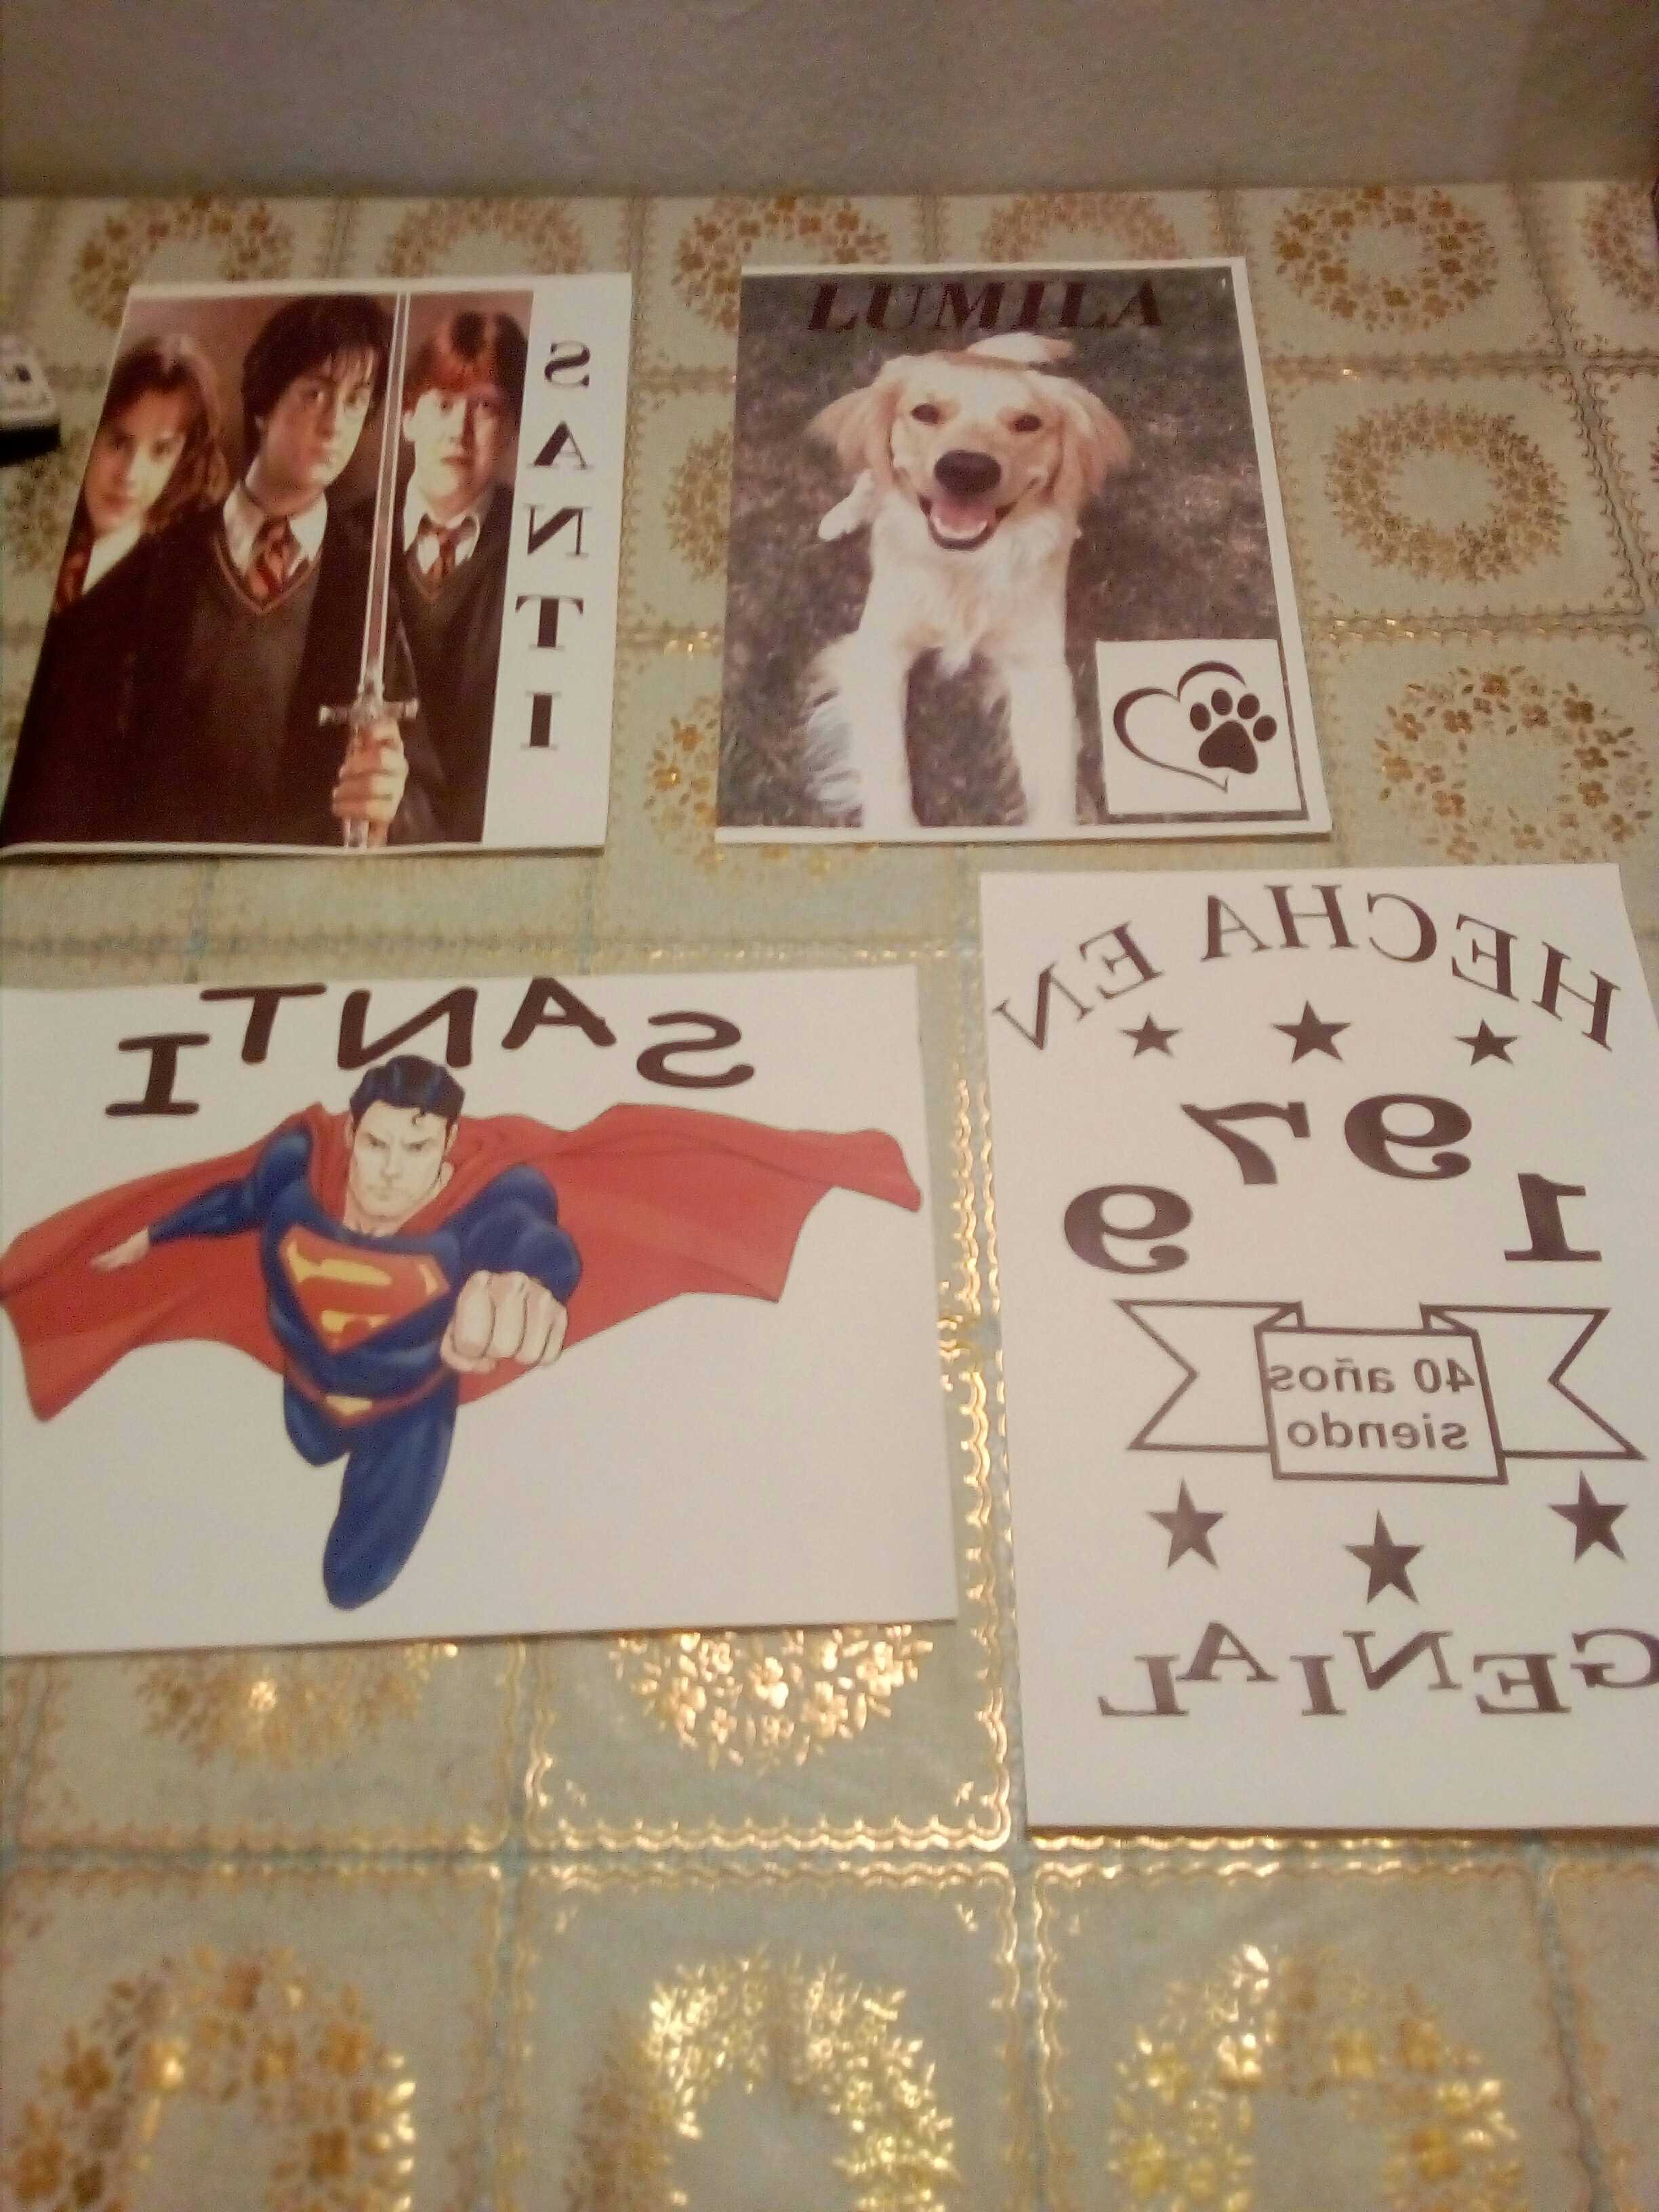 SANTI
LUMILA
SANTI
HECHA EN
1979
40 años
siendo
GENIAL